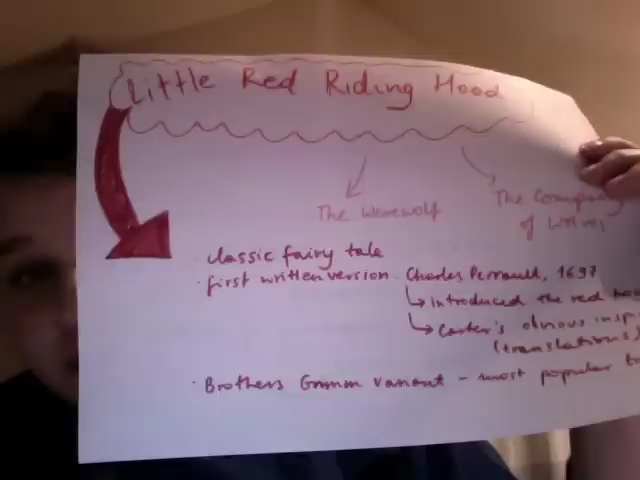 Little Red Riding Hood
The Werewolf
The Company
of Wolves
· classic fairy tale
· first written version - Charles Perrault, 1697
↳ introduced the red
↳ Carter's obvious
(translations)
· Brothers Grimm variant - most popular